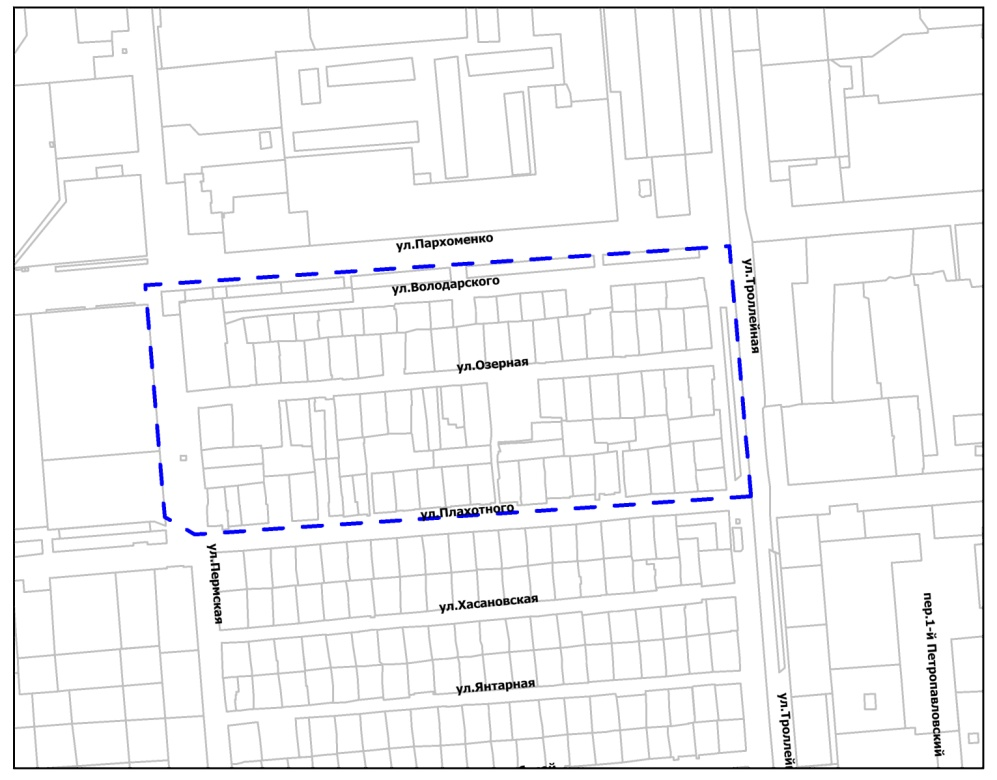 ул.Пархоменко
ул.Володарского
ул.Троллейная
ул.Озерная
ул.Плахотного
ул.Пермская
ул.Хасановская
пер.1-й Петропавловский
ул.Янтарная
ул.Троллей